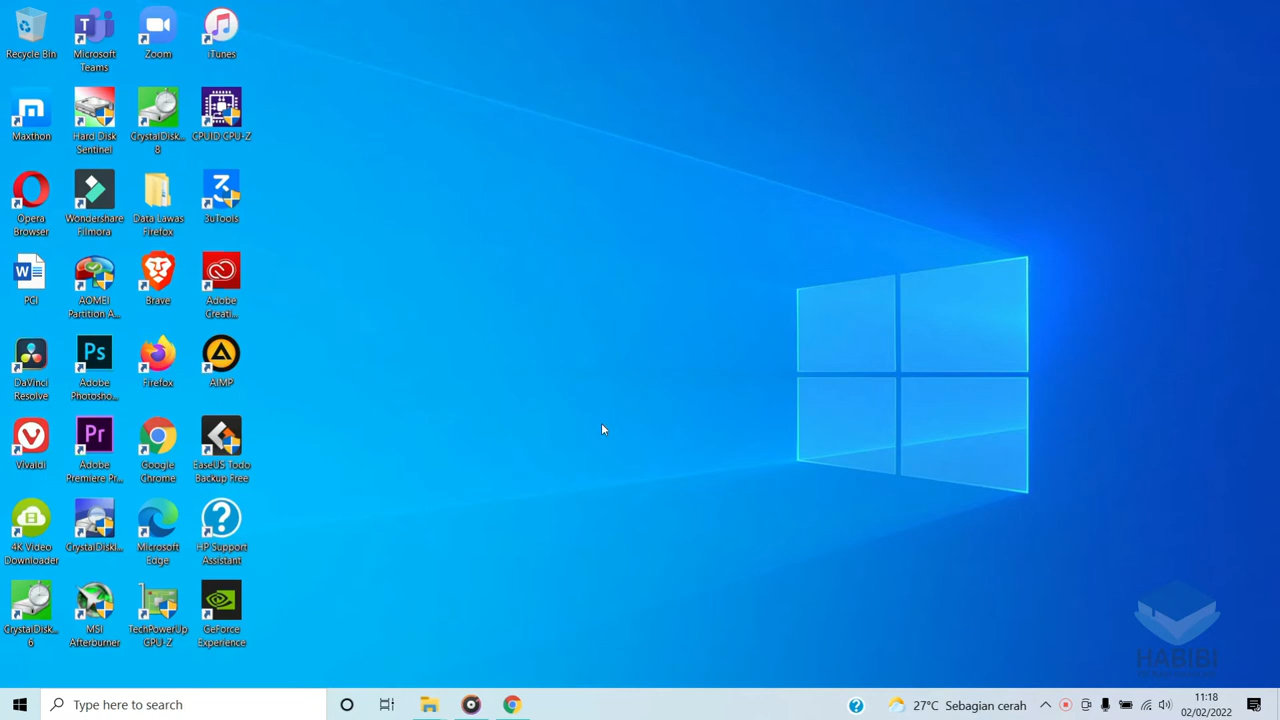 Recycle Bin
Microsoft
Teams
Zoom
iTunes
Maxthon
Hard Disk
Sentinel
CrystalDisk...
8
CPUID CPU-Z
Opera
Browser
Wondershare
Filmora
Data Lawas
Firefox
3uTools
PCI
AOMEI
Partition A...
Brave
Adobe
Creati...
DaVinci
Resolve
Adobe
Photosho...
Firefox
AIMP
Vivaldi
Adobe
Premiere Pr...
Google
Chrome
EaseUS Todo
Backup Free
4K Video
Downloader
CrystalDiskI...
Microsoft
Edge
HP Support
Assistant
CrystalDisk...
6
MSI
Afterburner
TechPowerUp
GPU-Z
GeForce
Experience
HABIBI
Type here to search
27°C Sebagian cerah
11:18
02/02/2022